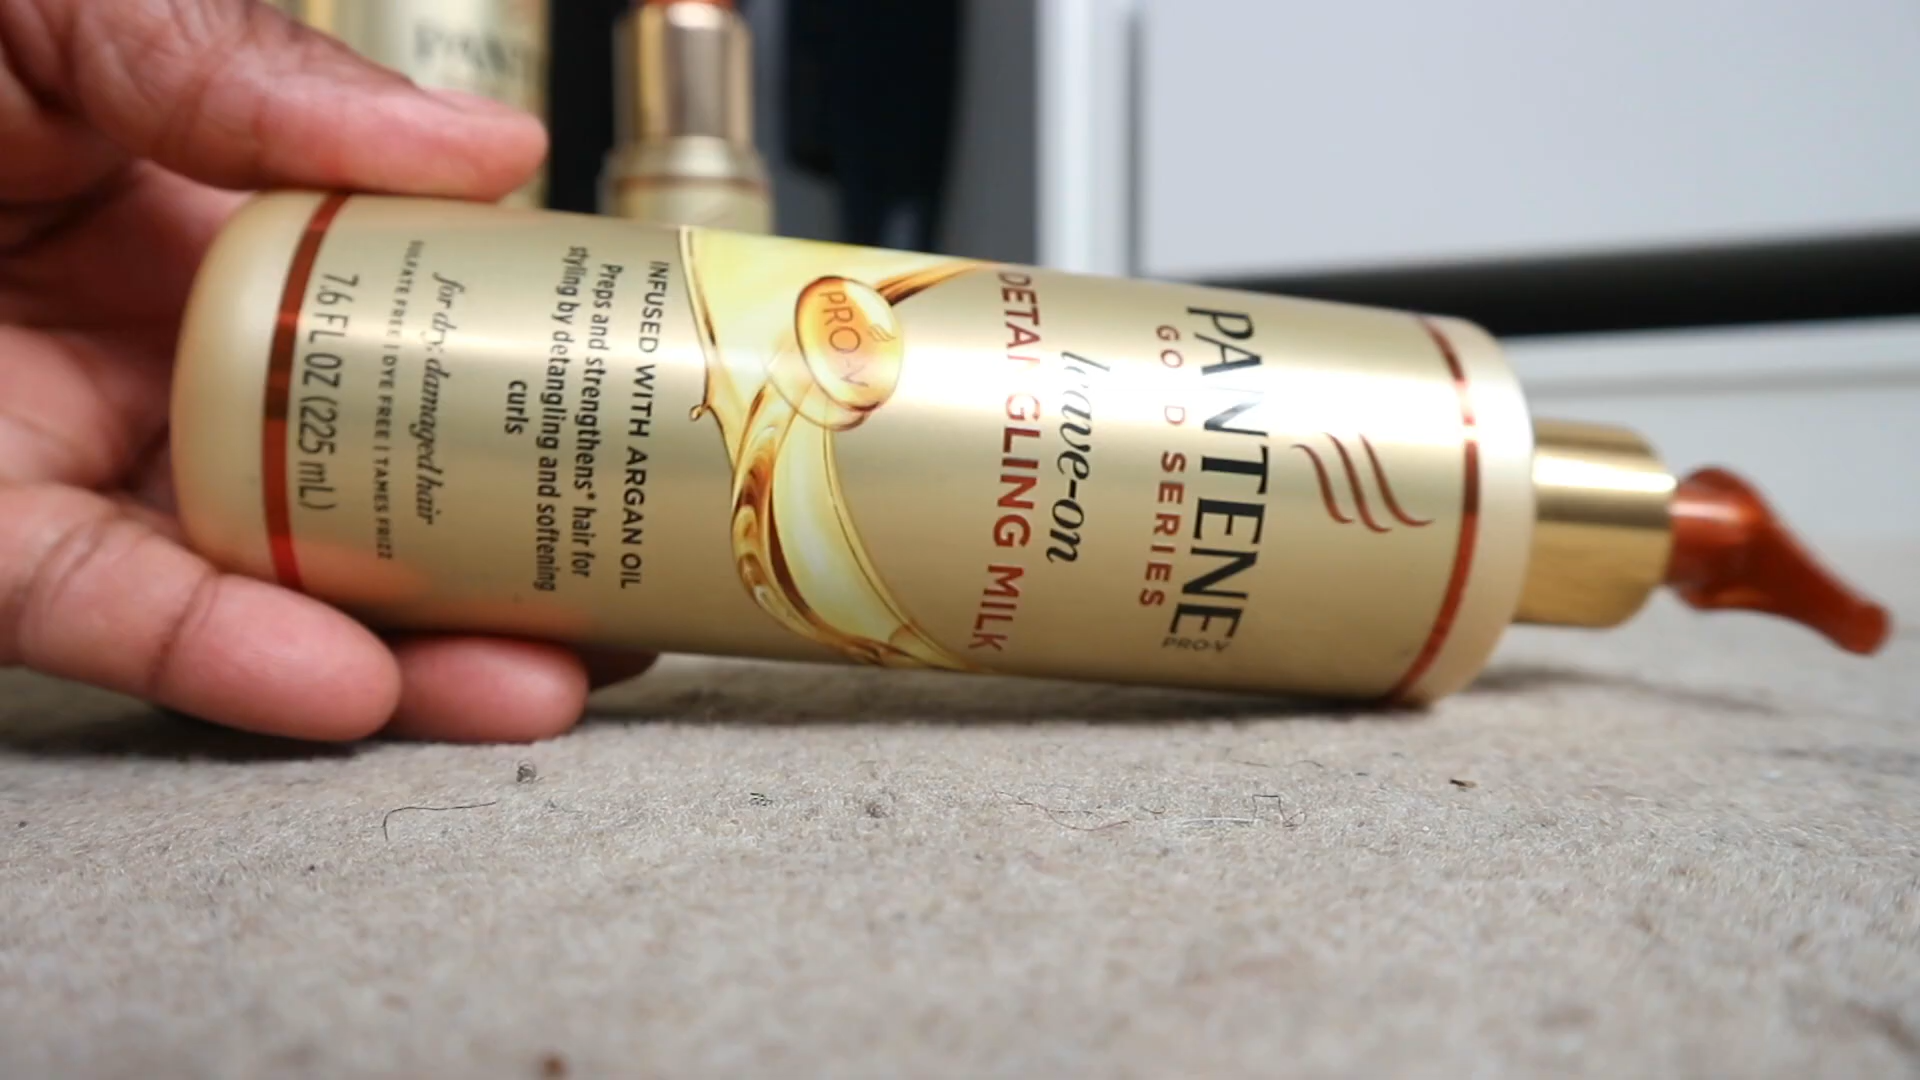 PANTENE
PRO-V
GOLD SERIES
leave-on
DETANGLING MILK
PRO-V
INFUSED WITH ARGAN OIL
Preps and strengthens* hair for
styling by detangling and softening
curls
for dry, damaged hair
SULFATE FREE | DYE FREE | TAMES FRIZZ
7.6 FL OZ (225 mL)